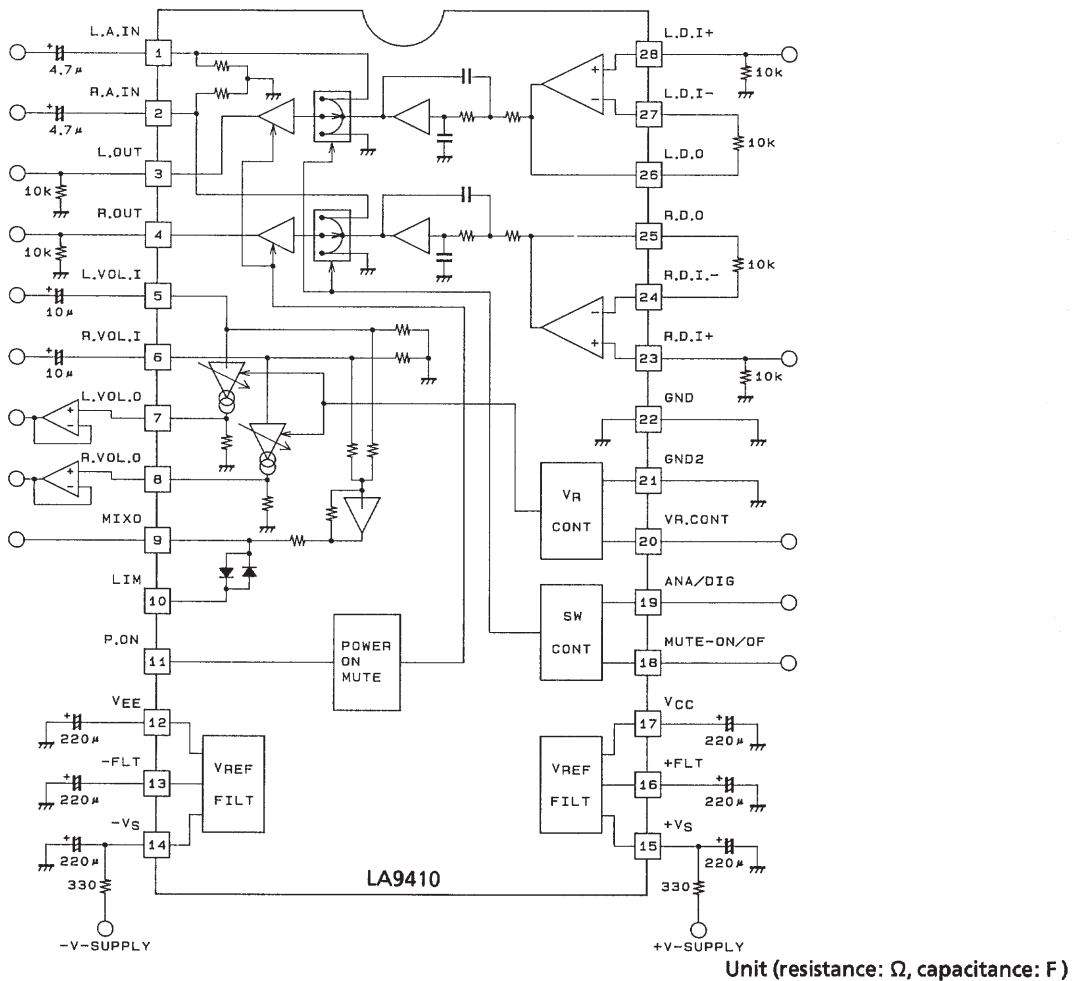 L.A.IN
1
4.7μ
R.A.IN
2
4.7μ
L.OUT
3
10k
R.OUT
4
10k
L.VOL.I
5
10μ
R.VOL.I
6
10μ
L.VOL.O
7
+
−
R.VOL.O
8
+
−
MIXO
9
LIM
10
P.ON
11
POWER
ON
MUTE
VEE
12
+
220μ
-FLT
13
+
220μ
-VS
14
+
220μ
330
-V-SUPPLY
VREF
FILT
L.D.I+
28
10k
L.D.I-
27
+
−
10k
L.D.O
26
R.D.O
25
10k
R.D.I.-
24
−
+
R.D.I+
23
10k
GND
22
GND2
21
VR
CONT
VR.CONT
20
ANA/DIG
19
SW
CONT
MUTE-ON/OF
18
VCC
17
+
220μ
+FLT
16
+
220μ
VREF
FILT
+VS
15
+
220μ
330
+V-SUPPLY
LA9410
Unit (resistance: Ω, capacitance: F)